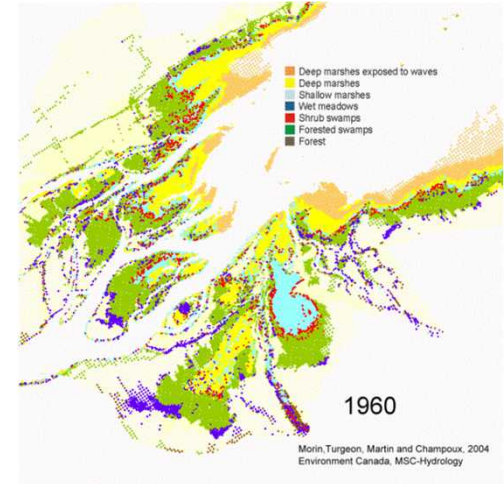 Deep marshes exposed to waves
Deep marshes
Shallow marshes
Wet meadows
Shrub swamps
Forested swamps
Forest
1960
Morin,Turgeon, Martin and Champoux, 2004
Environment Canada, MSC-Hydrology